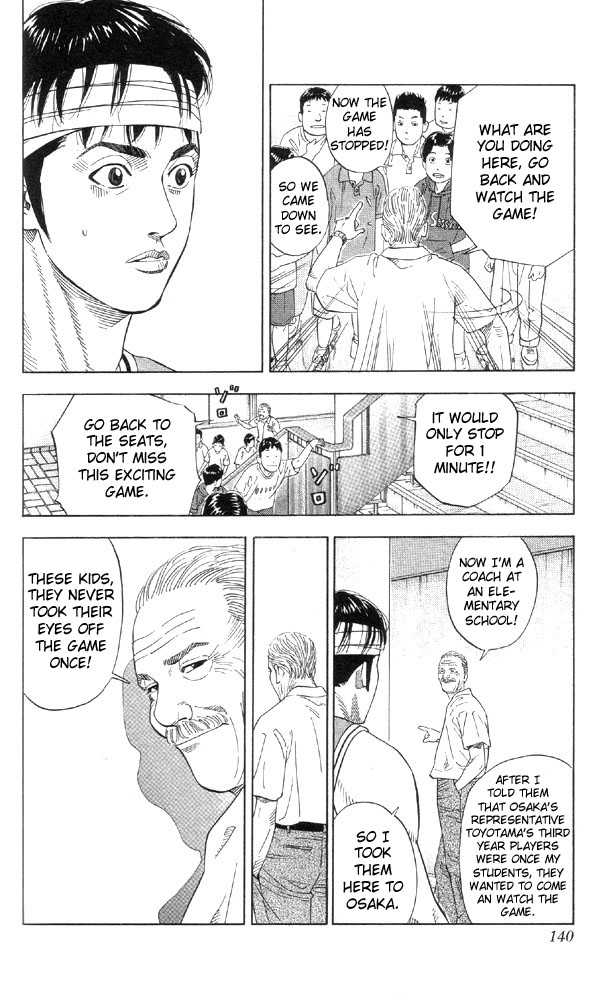 WHAT ARE
YOU DOING
HERE, GO
BACK AND
WATCH THE
GAME!
NOW THE
GAME
HAS
STOPPED!
SO WE
CAME
DOWN
TO SEE.
IT WOULD
ONLY STOP
FOR 1
MINUTE!!
ゾロ
ゾロ
GO BACK TO
THE SEATS,
DON'T MISS
THIS EXCITING
GAME.
NOW I'M A
COACH AT
AN ELE-
MENTARY
SCHOOL!
AFTER I
TOLD THEM
THAT OSAKA'S
REPRESENTATIVE
TOYOTAMA'S THIRD
YEAR PLAYERS
WERE ONCE MY
STUDENTS, THEY
WANTED TO COME
AN WATCH THE
GAME.
SO I
TOOK
THEM
HERE TO
OSAKA.
THESE KIDS,
THEY NEVER
TOOK THEIR
EYES OFF
THE GAME
ONCE!
140